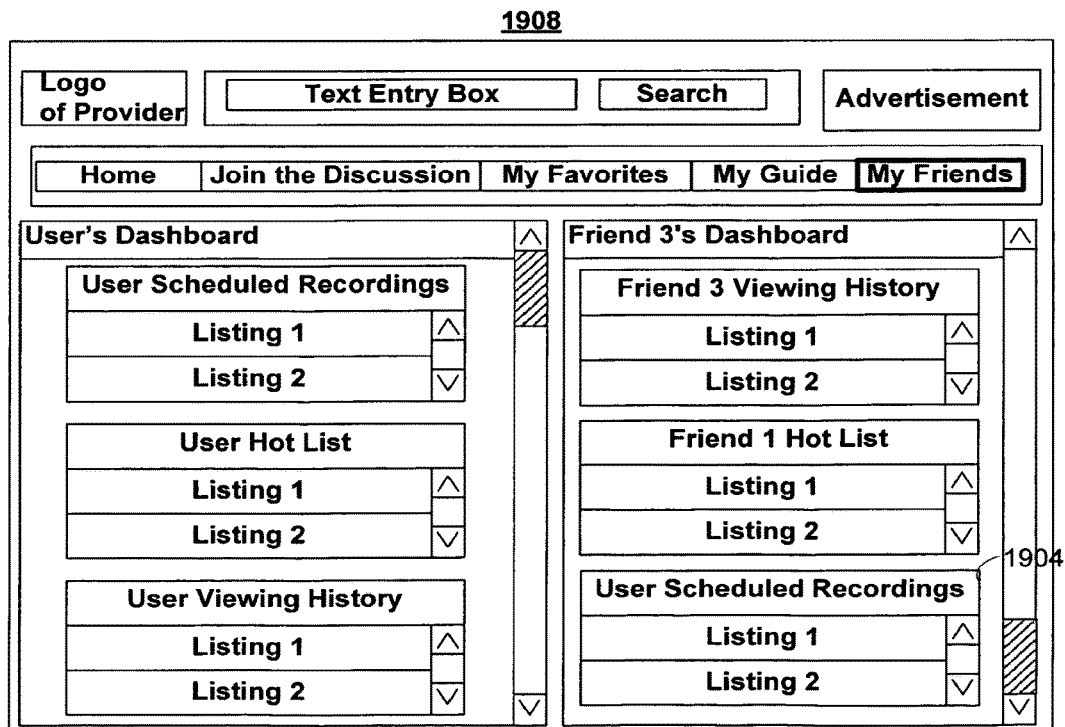 1908
Logo
of Provider
Text Entry Box
Search
Advertisement
Home
Join the Discussion
My Favorites
My Guide
My Friends
User's Dashboard
User Scheduled Recordings
Listing 1
Listing 2
User Hot List
Listing 1
Listing 2
User Viewing History
Listing 1
Listing 2
Friend 3's Dashboard
Friend 3 Viewing History
Listing 1
Listing 2
Friend 1 Hot List
Listing 1
Listing 2
1904
User Scheduled Recordings
Listing 1
Listing 2